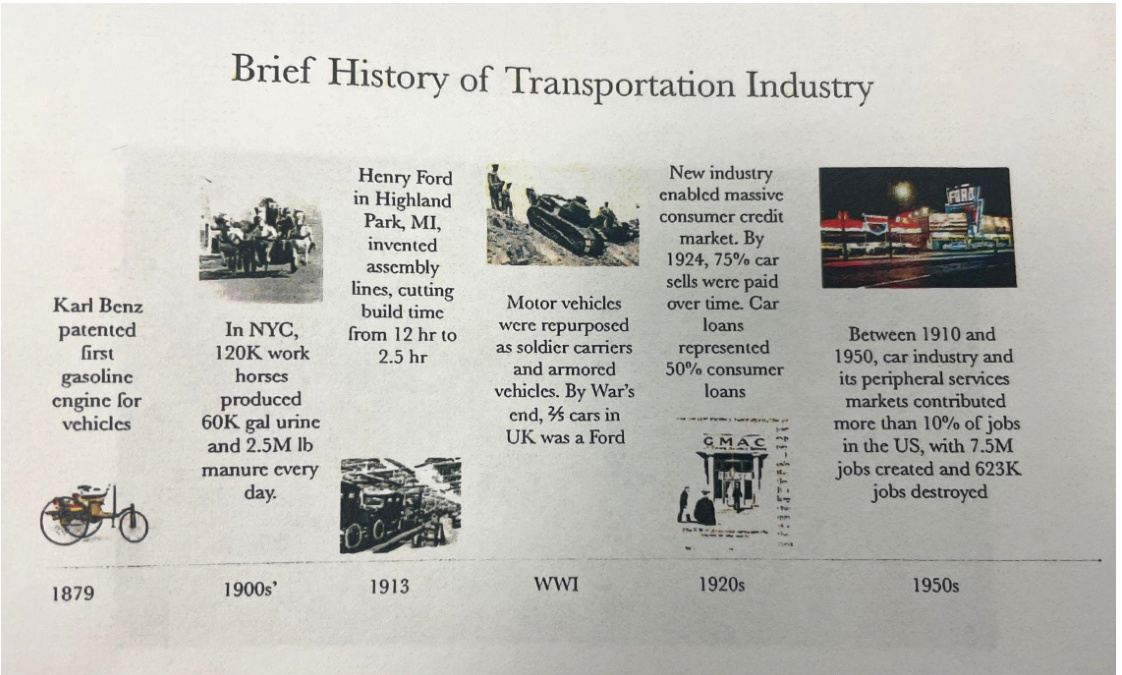 Brief History of Transportation Industry
Karl Benz
patented
first
gasoline
engine for
vehicles
1879
In NYC,
120K work
horses
produced
60K gal urine
and 2.5M lb
manure every
day.
1900s’
Henry Ford
in Highland
Park, MI,
invented
assembly
lines, cutting
build time
from 12 hr to
2.5 hr
1913
Motor vehicles
were repurposed
as soldier carriers
and armored
vehicles. By War’s
end, ⅖ cars in
UK was a Ford
WWI
New industry
enabled massive
consumer credit
market. By
1924, 75% car
sells were paid
over time. Car
loans
represented
50% consumer
loans
GMAC
1920s
FORD
Between 1910 and
1950, car industry and
its peripheral services
markets contributed
more than 10% of jobs
in the US, with 7.5M
jobs created and 623K
jobs destroyed
1950s